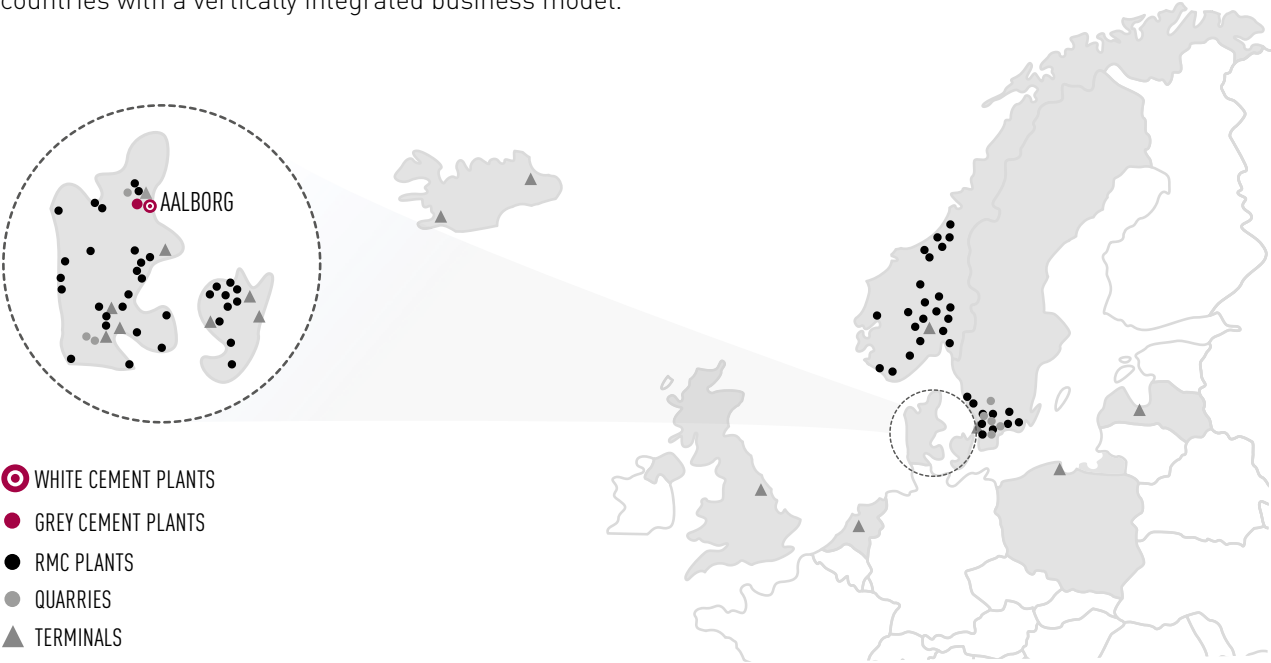 countries with a vertically integrated business model.
AALBORG
WHITE CEMENT PLANTS
GREY CEMENT PLANTS
RMC PLANTS
QUARRIES
TERMINALS